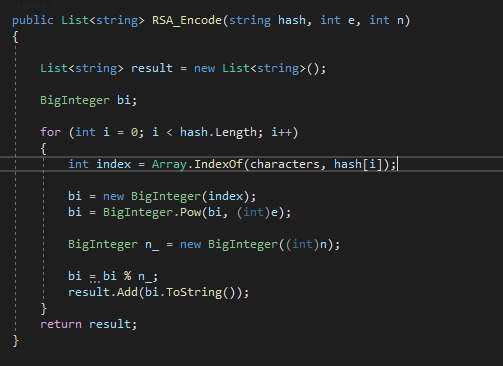 public List<string> RSA_Encode(string hash, int e, int n)
{
List<string> result = new List<string>();
BigInteger bi;
for (int i = 0; i < hash.Length; i++)
{
int index = Array.IndexOf(characters, hash[i]);
bi = new BigInteger(index);
bi = BigInteger.Pow(bi, (int)e);
BigInteger n_ = new BigInteger((int)n);
bi = bi % n_;
result.Add(bi.ToString());
}
return result;
}